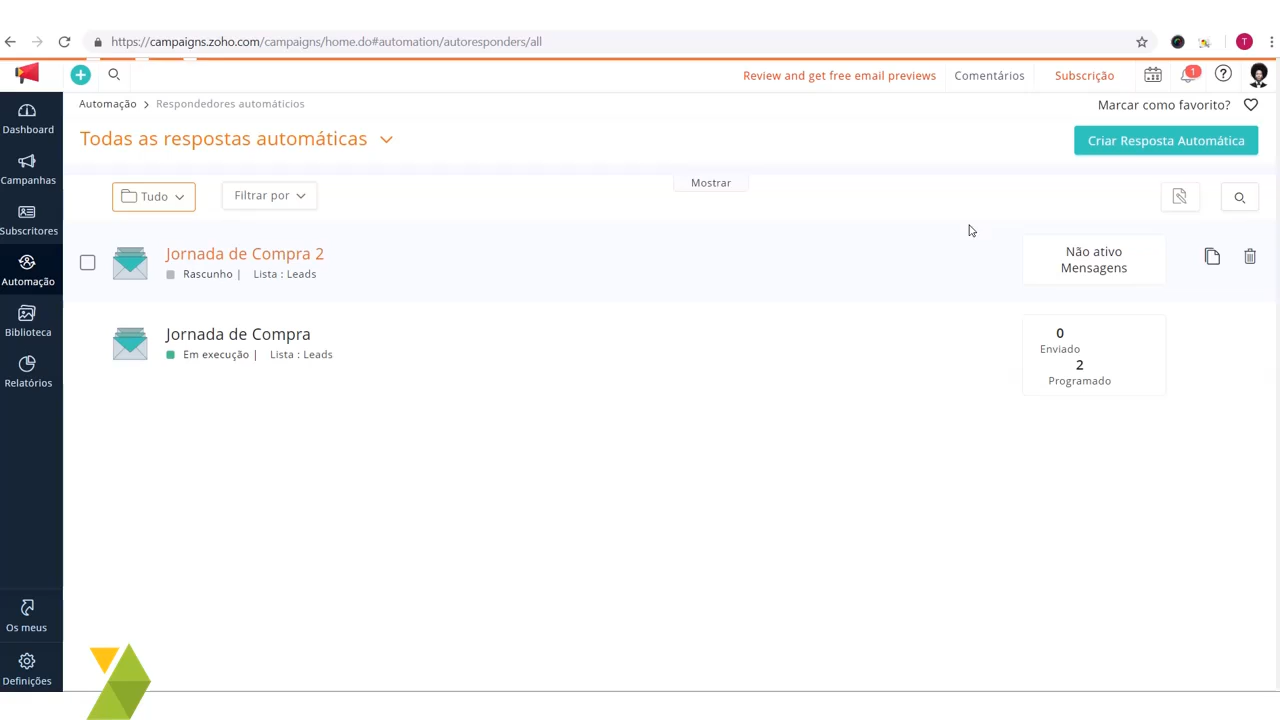 https://campaigns.zoho.com/campaigns/home.do#automation/autoresponders/all
T
Review and get free email previews
Comentários
Subscrição
1
Automação > Respondedores automáticios
Marcar como favorito?
Dashboard
Todas as respostas automáticas
Criar Resposta Automática
Campanhas
Mostrar
Tudo
Filtrar por
Subscritores
Jornada de Compra 2
Rascunho | Lista : Leads
Não ativo
Mensagens
Automação
Biblioteca
Jornada de Compra
Em execução | Lista : Leads
0
Enviado
2
Programado
Relatórios
Os meus
Definições